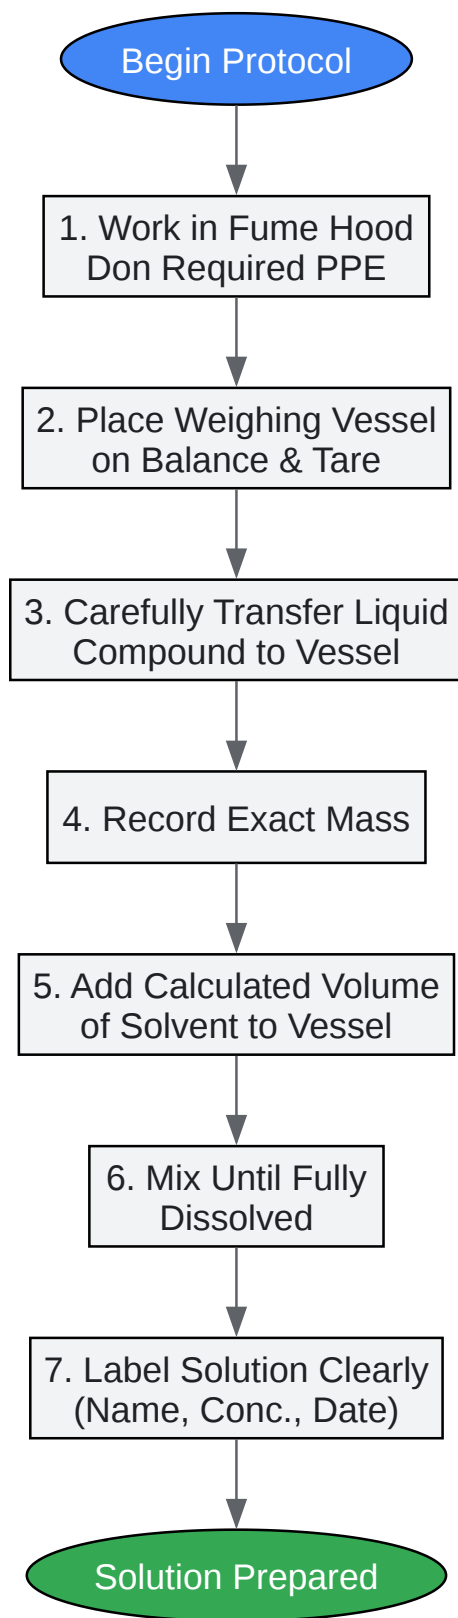 Begin Protocol
1. Work in Fume Hood
Don Required PPE
2. Place Weighing Vessel
on Balance & Tare
3. Carefully Transfer Liquid
Compound to Vessel
4. Record Exact Mass
5. Add Calculated Volume
of Solvent to Vessel
6. Mix Until Fully
Dissolved
7. Label Solution Clearly
(Name, Conc., Date)
Solution Prepared